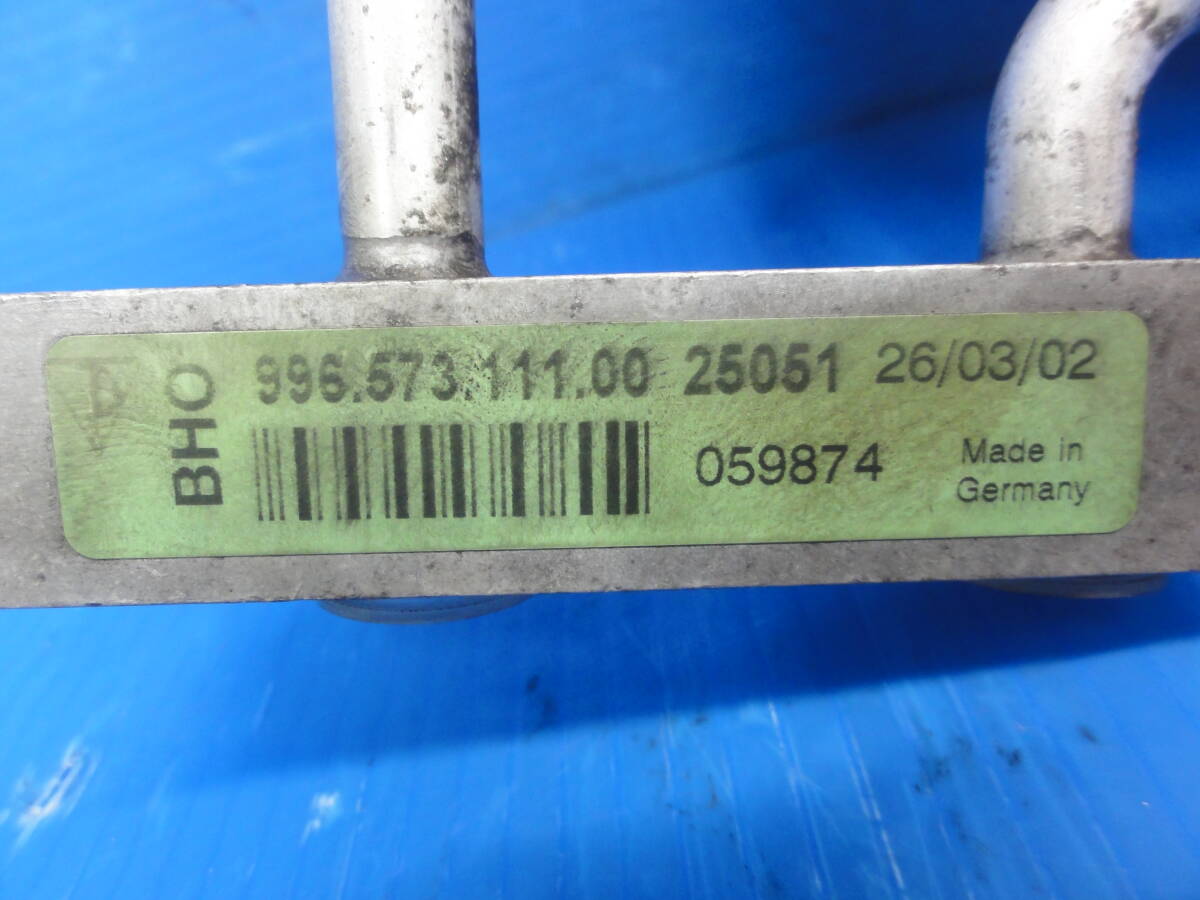 BHO
996.573.111.00 25051 26/03/02
059874
Made in
Germany